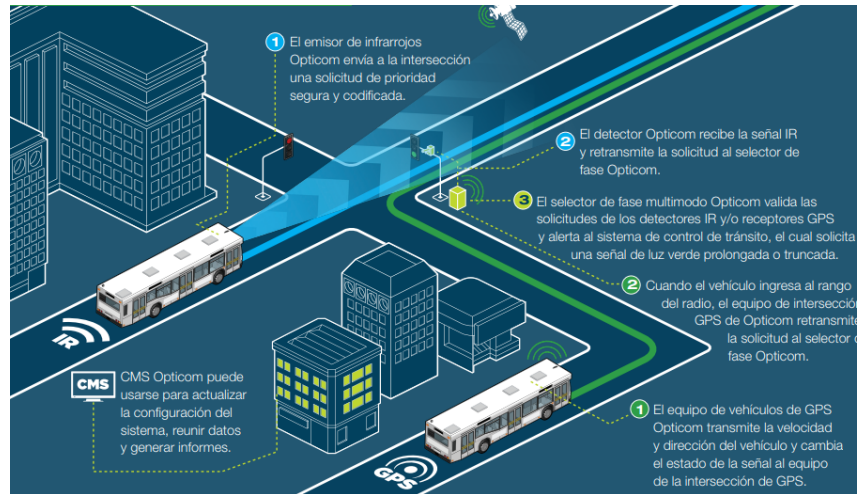 1 El emisor de infrarrojos
Opticom envía a la intersección
una solicitud de prioridad
segura y codificada.
2 El detector Opticom recibe la señal IR
y retransmite la solicitud al selector de
fase Opticom.
3 El selector de fase multimodo Opticom valida las
solicitudes de los detectores IR y/o receptores GPS
y alerta al sistema de control de tránsito, el cual solicita
una señal de luz verde prolongada o truncada.
2 Cuando el vehículo ingresa al rango
del radio, el equipo de intersección
GPS de Opticom retransmite
la solicitud al selector
fase Opticom.
IR
CMS
CMS Opticom puede
usarse para actualizar
la configuración del
sistema, reunir datos
y generar informes.
GPS
1 El equipo de vehículos de GPS
Opticom transmite la velocidad
y dirección del vehículo y cambia
el estado de la señal al equipo
de la intersección de GPS.